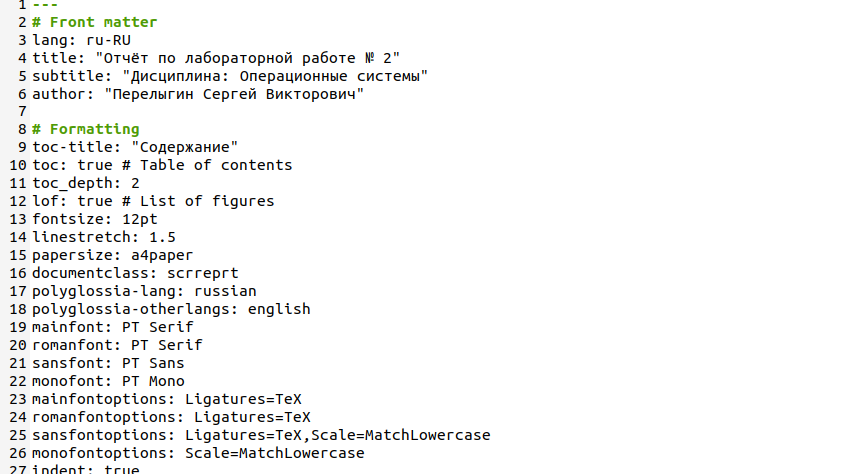 1 ---
2 # Front matter
3 lang: ru-RU
4 title: "Отчёт по лабораторной работе № 2"
5 subtitle: "Дисциплина: Операционные системы"
6 author: "Перелыгин Сергей Викторович"
7
8 # Formatting
9 toc-title: "Содержание"
10 toc: true # Table of contents
11 toc_depth: 2
12 lof: true # List of figures
13 fontsize: 12pt
14 linestretch: 1.5
15 papersize: a4paper
16 documentclass: scrreprt
17 polyglossia-lang: russian
18 polyglossia-otherlangs: english
19 mainfont: PT Serif
20 romanfont: PT Serif
21 sansfont: PT Sans
22 monofont: PT Mono
23 mainfontoptions: Ligatures=TeX
24 romanfontoptions: Ligatures=TeX
25 sansfontoptions: Ligatures=TeX,Scale=MatchLowercase
26 monofontoptions: Scale=MatchLowercase
27 indent: true